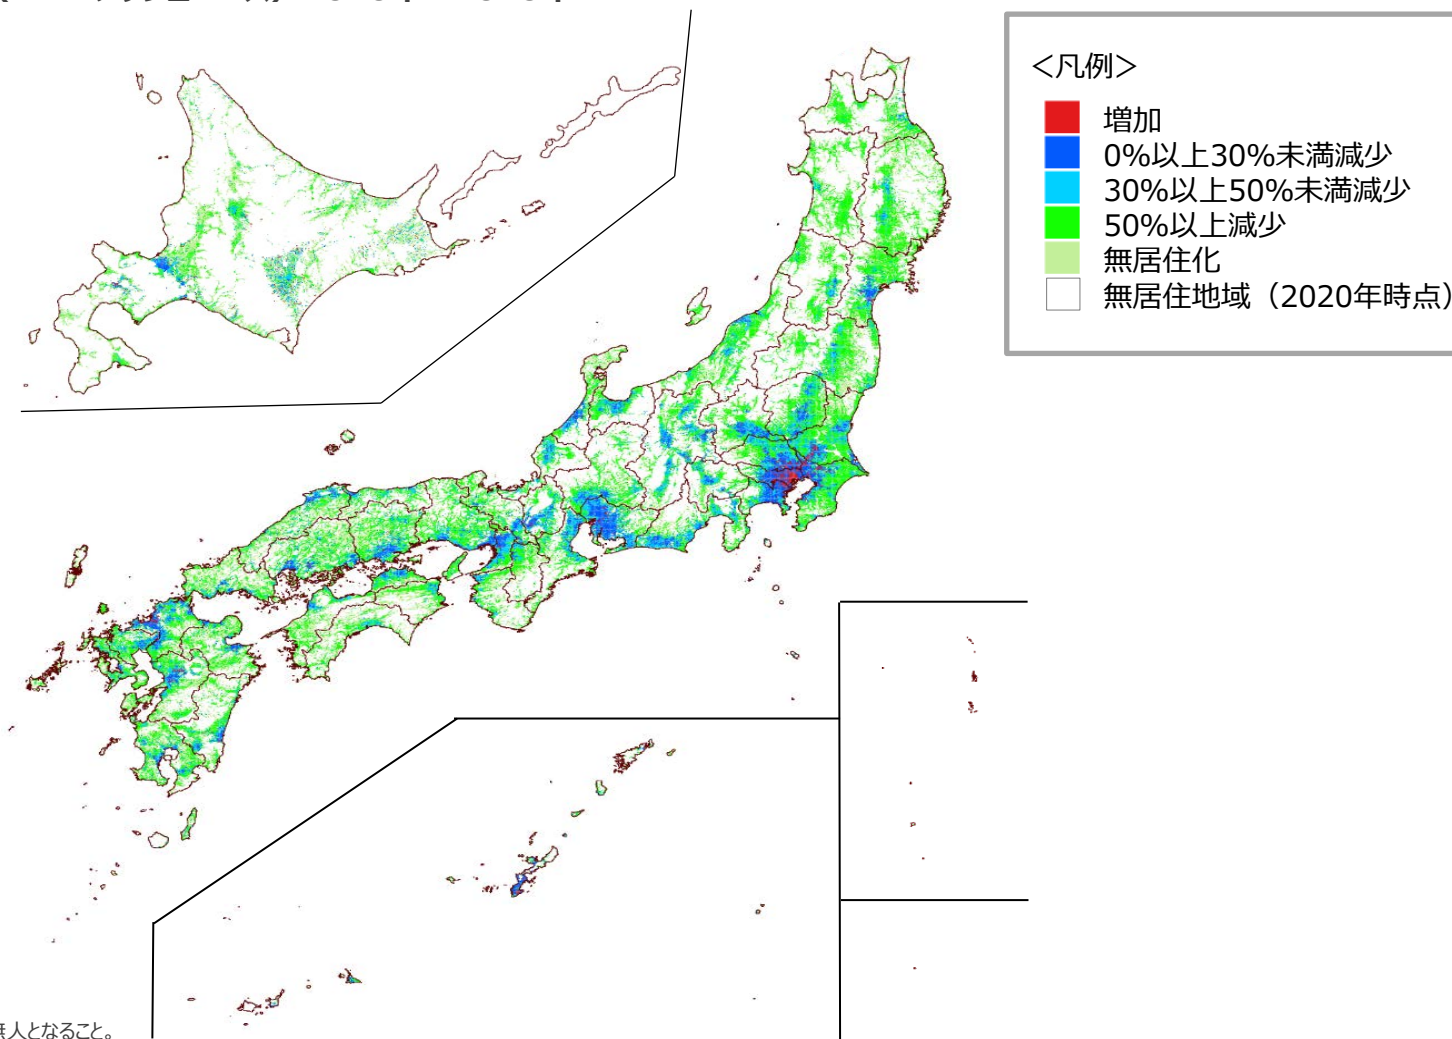 <凡例>
増加
0%以上30%未満減少
30%以上50%未満減少
50%以上減少
無居住化
無居住地域（2020年時点）
人となること。